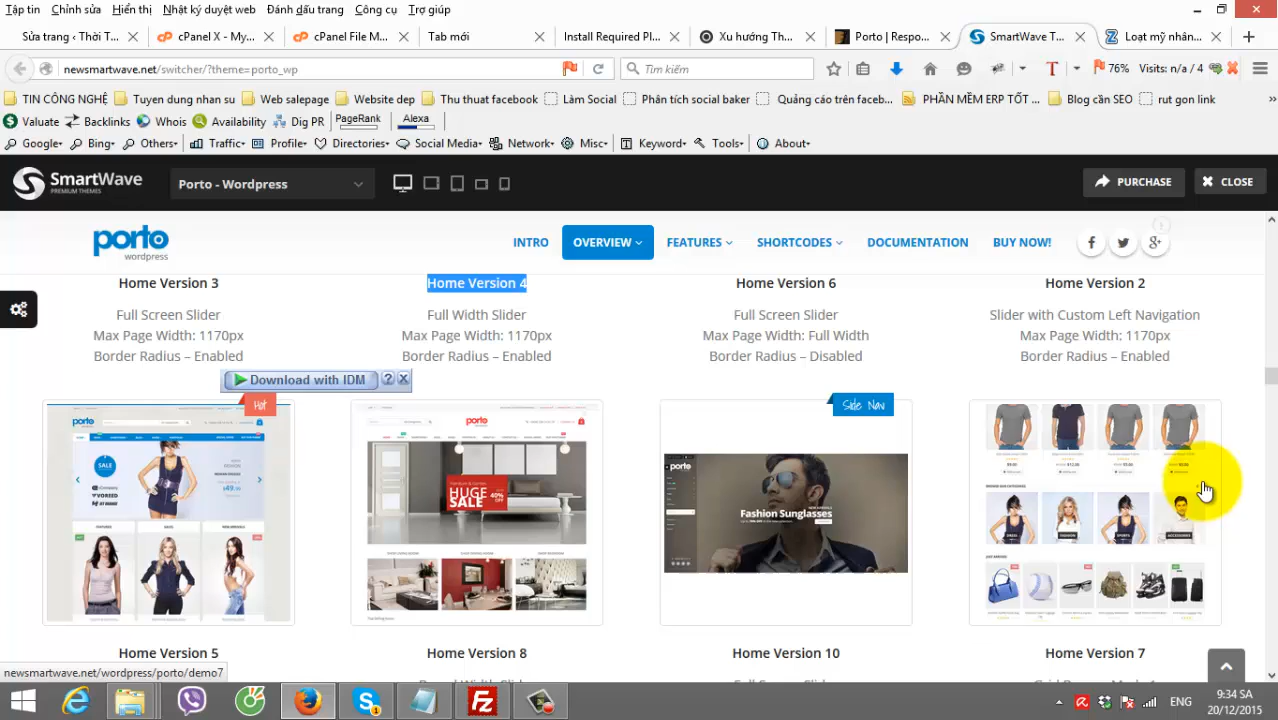 Tập tin Chỉnh sửa Hiển thị Nhật ký duyệt web Đánh dấu trang Công cụ Trợ giúp
Sửa trang ‹ Thời T... cPanel X - My... cPanel File M... Tab mới Install Required Pl... Xu hướng Th... Porto | Respo... SmartWave T... Loạt mỹ nhân...
newsmartwave.net/switcher/?theme=porto_wp Tìm kiếm 76% Visits: n/a / 4
TIN CÔNG NGHỆ Tuyen dung nhan su Web salepage Website dep Thu thuat facebook Làm Social Phân tích social baker Quảng cáo trên faceb... PHẦN MỀM ERP TỐT ... Blog cần SEO rut gon link
Valuate Backlinks Whois Availability Dig PR PageRank Alexa
Google Bing Others Traffic Profile Directories Social Media Network Misc Keyword Tools About
SmartWave
PREMIUM THEMES
Porto - Wordpress
PURCHASE
CLOSE
porto
wordpress
INTRO OVERVIEW FEATURES SHORTCODES DOCUMENTATION BUY NOW!
Home Version 3 Home Version 4 Home Version 6 Home Version 2
Full Screen Slider Full Width Slider Full Screen Slider Slider with Custom Left Navigation
Max Page Width: 1170px Max Page Width: 1170px Max Page Width: Full Width Max Page Width: 1170px
Border Radius – Enabled Border Radius – Enabled Border Radius – Disabled Border Radius – Enabled
Download with IDM
Hot
Side Nav
porto
SALE
VOREED
porto
HUGE
SALE
40%
OFF
porto
Fashion Sunglasses
Home Version 5 Home Version 8 Home Version 10 Home Version 7
newsmartwave.net/wordpress/porto/demo7
ENG
9:34 SA
20/12/2015